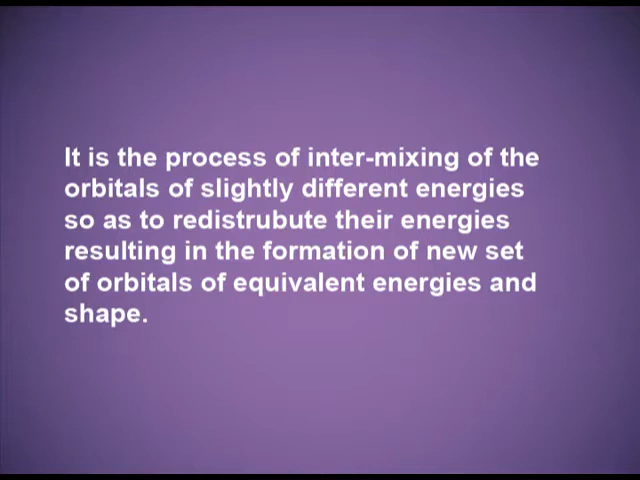 It is the process of inter-mixing of the
orbitals of slightly different energies
so as to redistrubute their energies
resulting in the formation of new set
of orbitals of equivalent energies and
shape.